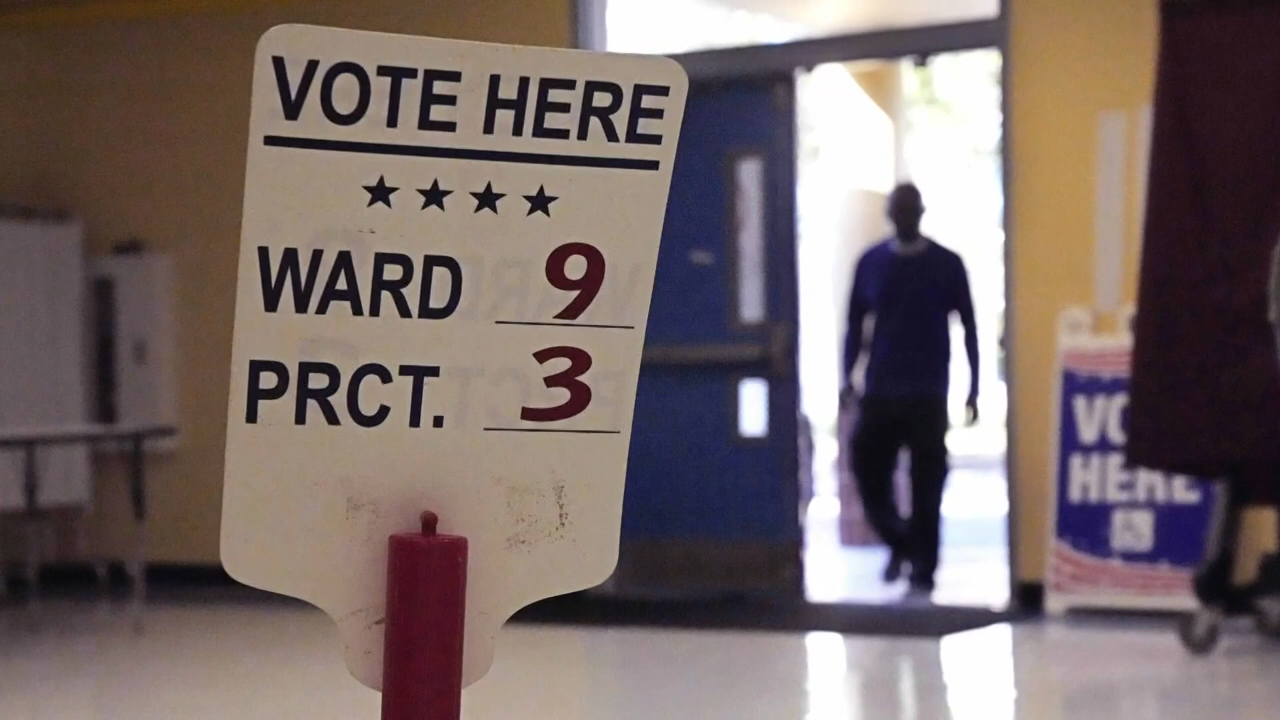 VOTE HERE
WARD 9
PRCT. 3
VO
HERE